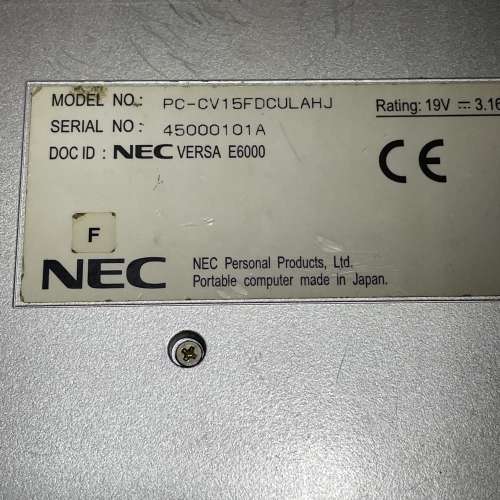 MODEL NO.: PC-CV15FDCULAHJ
SERIAL NO : 45000101A
DOC ID : NEC VERSA E6000
Rating: 19V ⎓ 3.16
CE
F
NEC
NEC Personal Products, Ltd.
Portable computer made in Japan.